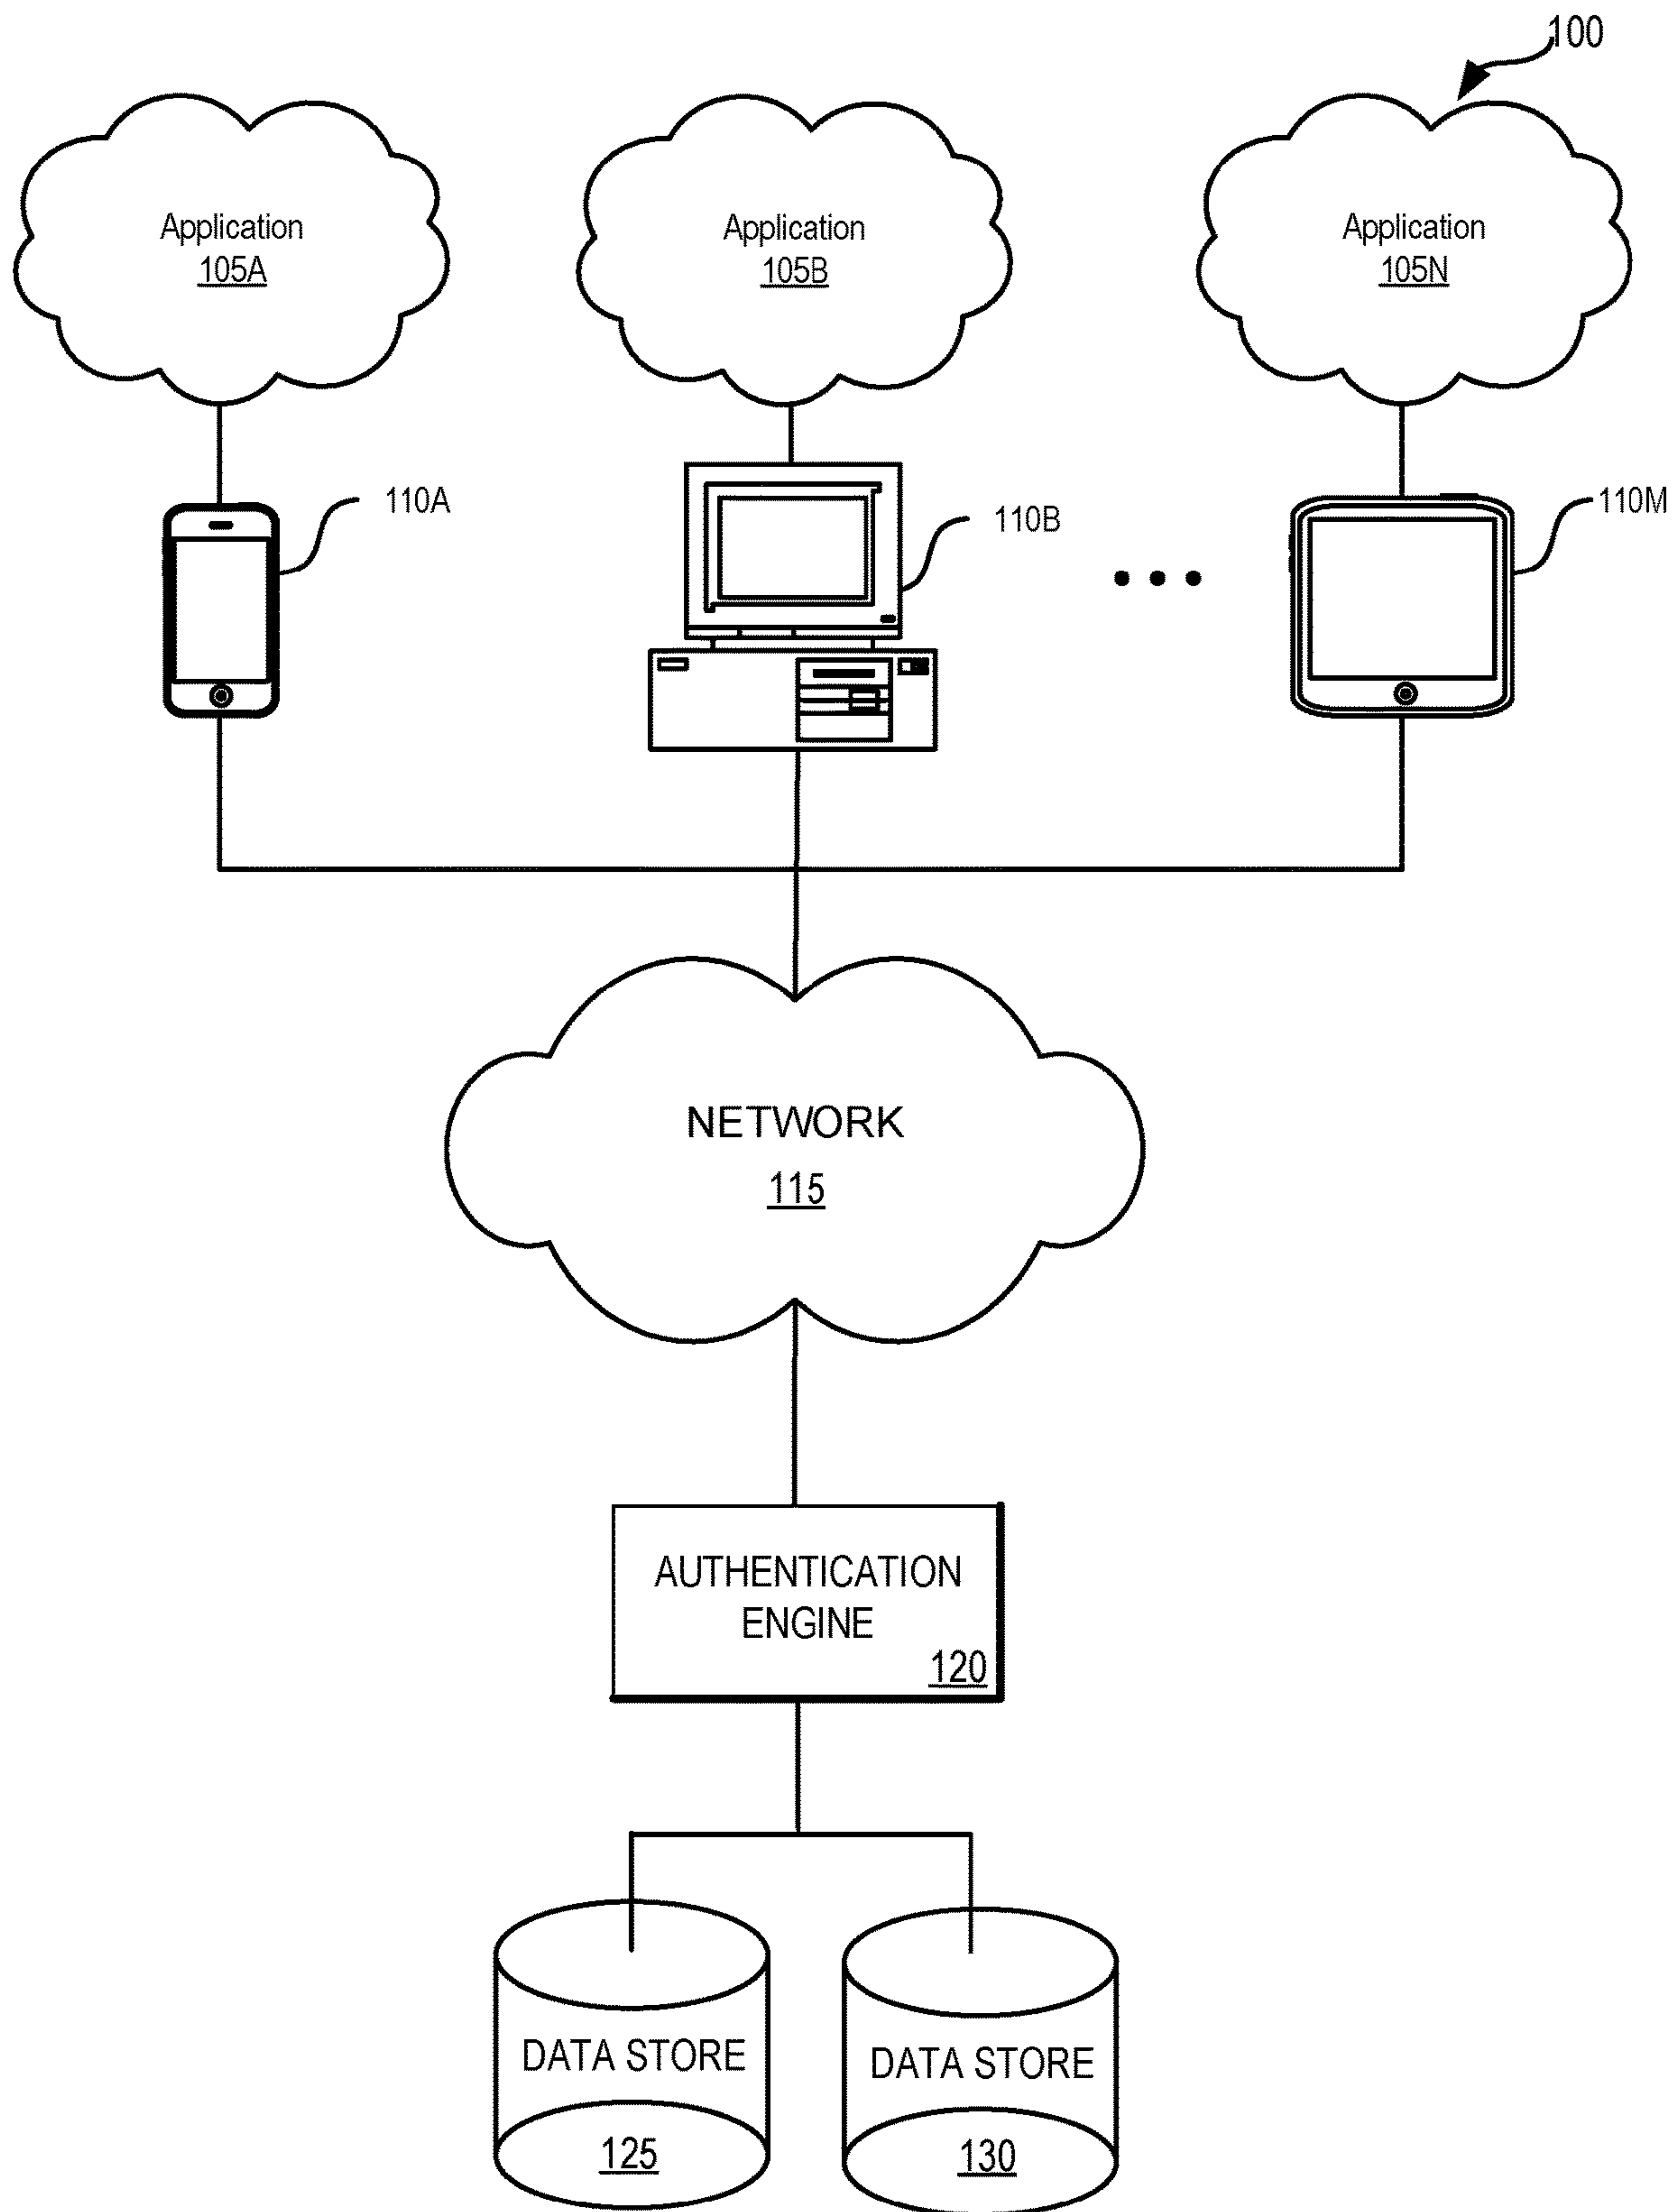 100
Application
105A
Application
105B
Application
105N
110A
110B
110M
NETWORK
115
AUTHENTICATION
ENGINE
120
DATA STORE
125
DATA STORE
130